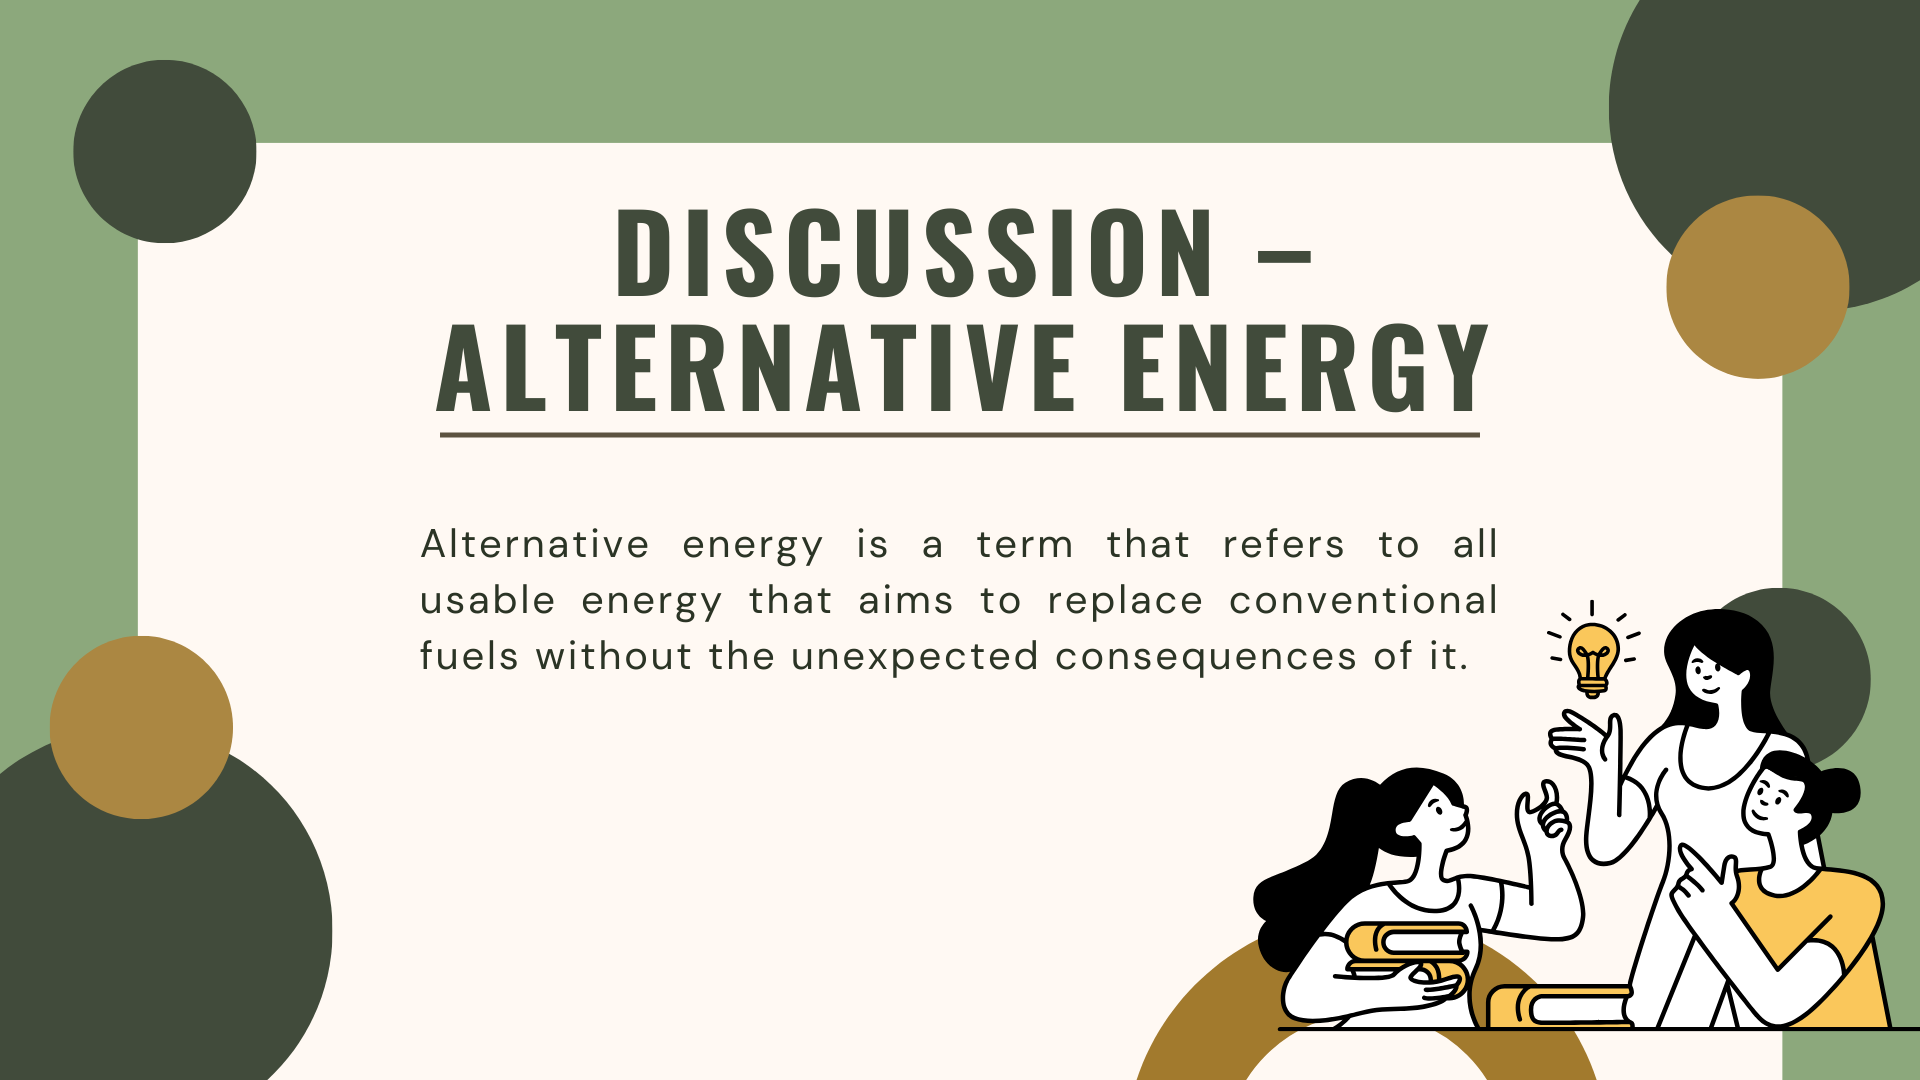 DISCUSSION –
ALTERNATIVE ENERGY
Alternative energy is a term that refers to all
usable energy that aims to replace conventional
fuels without the unexpected consequences of it.